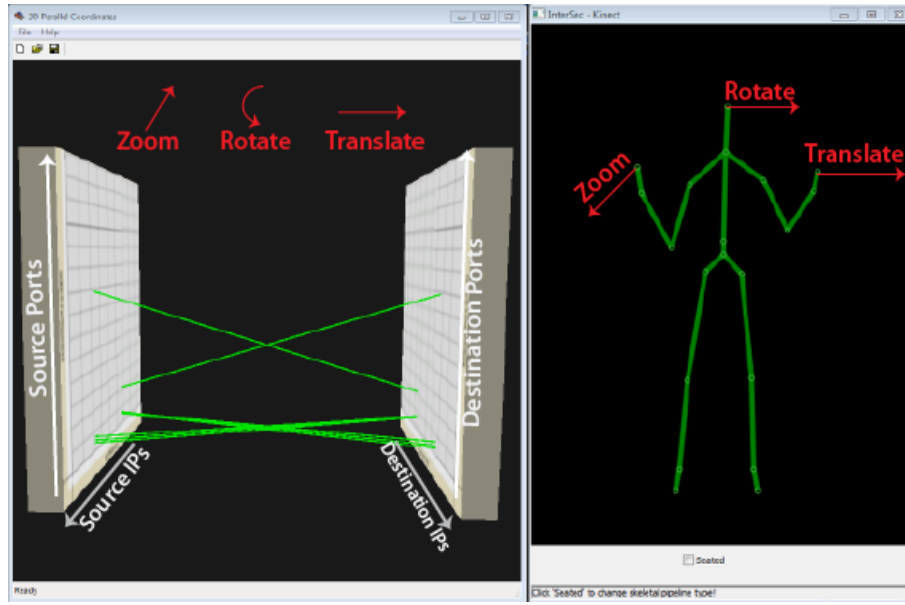 3D Parallel Coordinates
File Help
Zoom
Rotate
Translate
Source Ports
Destination Ports
Source IPs
Destination IPs
Ready
InterSec - Kinect
Rotate
Zoom
Translate
Seated
Click 'Seated' to change skeletal pipeline type!